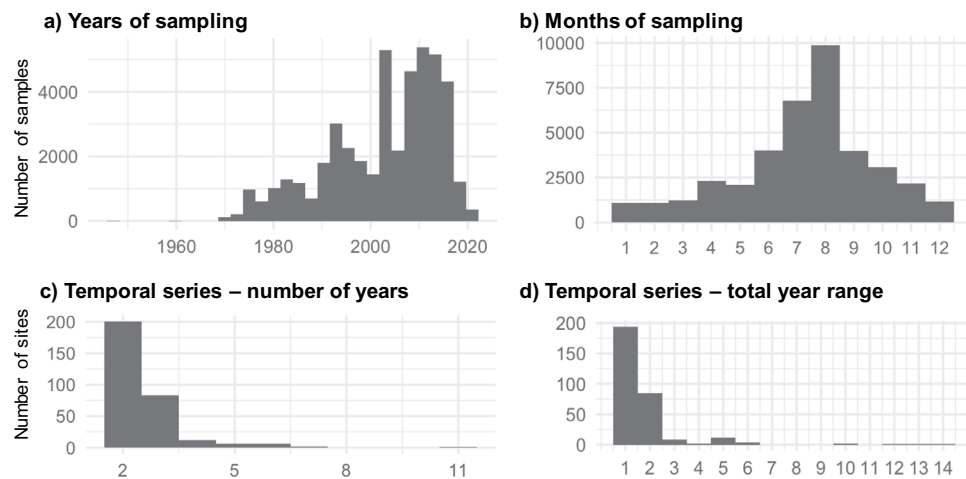 a) Years of sampling
b) Months of sampling
Number of samples
4000
2000
0
1960 1980 2000 2020
10000
7500
5000
2500
0
1 2 3 4 5 6 7 8 9 10 11 12
c) Temporal series – number of years
d) Temporal series – total year range
Number of sites
200
150
100
50
0
2 5 8 11
200
150
100
50
0
1 2 3 4 5 6 7 8 9 10 11 12 13 14